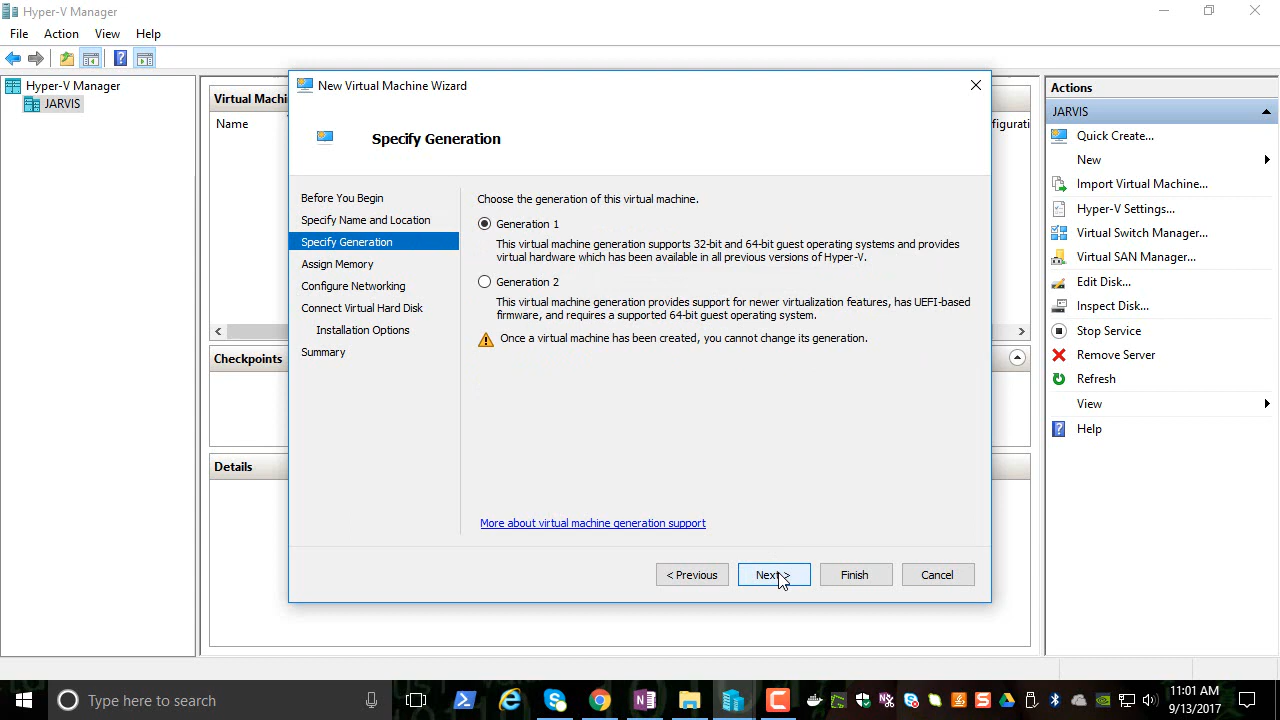 Hyper-V Manager
File Action View Help
Hyper-V Manager
JARVIS
Virtual Machi
Name
figurati
Checkpoints
Details
New Virtual Machine Wizard
Specify Generation
Before You Begin
Specify Name and Location
Specify Generation
Assign Memory
Configure Networking
Connect Virtual Hard Disk
Installation Options
Summary
Choose the generation of this virtual machine.
Generation 1
This virtual machine generation supports 32-bit and 64-bit guest operating systems and provides
virtual hardware which has been available in all previous versions of Hyper-V.
Generation 2
This virtual machine generation provides support for newer virtualization features, has UEFI-based
firmware, and requires a supported 64-bit guest operating system.
Once a virtual machine has been created, you cannot change its generation.
More about virtual machine generation support
< Previous Next > Finish Cancel
Actions
JARVIS
Quick Create...
New
Import Virtual Machine...
Hyper-V Settings...
Virtual Switch Manager...
Virtual SAN Manager...
Edit Disk...
Inspect Disk...
Stop Service
Remove Server
Refresh
View
Help
Type here to search
11:01 AM
9/13/2017